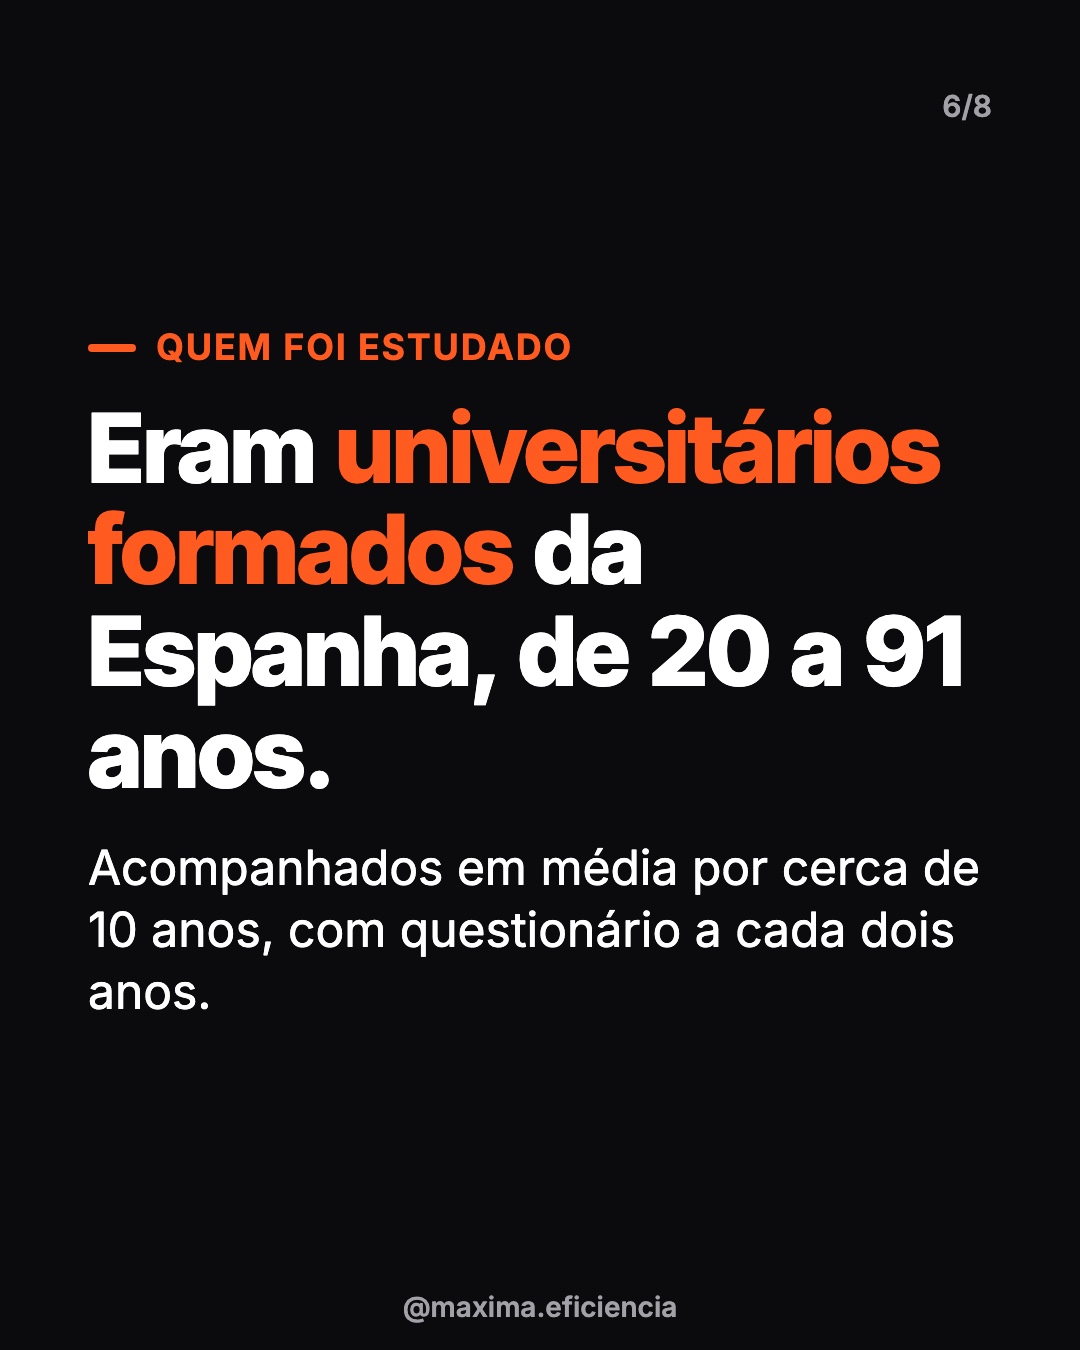 6/8
QUEM FOI ESTUDADO
Eram universitários
formados da
Espanha, de 20 a 91
anos.
Acompanhados em média por cerca de
10 anos, com questionário a cada dois
anos.
@maxima.eficiencia